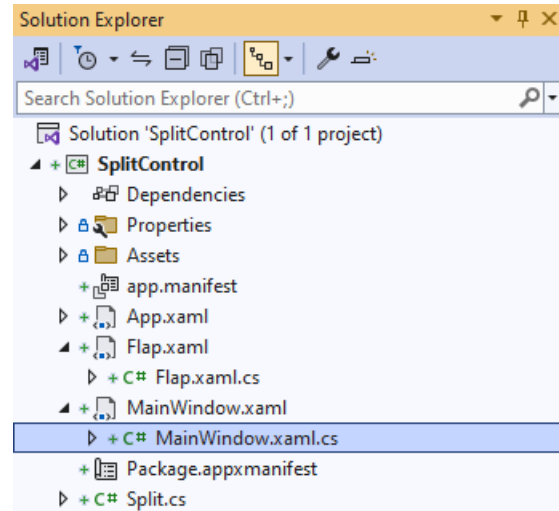 Solution Explorer
Search Solution Explorer (Ctrl+;)
Solution 'SplitControl' (1 of 1 project)
+ C# SplitControl
Dependencies
Properties
Assets
+ app.manifest
+ App.xaml
+ Flap.xaml
+ C# Flap.xaml.cs
+ MainWindow.xaml
+ C# MainWindow.xaml.cs
+ Package.appxmanifest
+ C# Split.cs